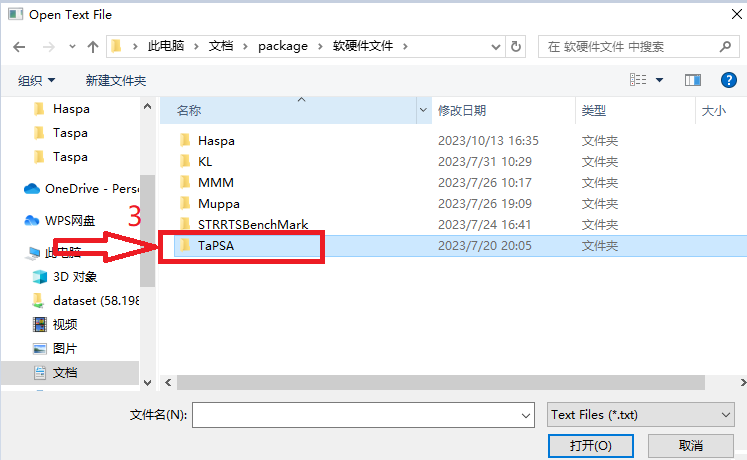 Open Text File
此电脑 > 文档 > package > 软硬件文件 >
在 软硬件文件 中搜索
组织 新建文件夹
名称 修改日期 类型 大小
Haspa
Taspa
Taspa
OneDrive - Perso
WPS网盘
此电脑
3D 对象
dataset (58.198
视频
图片
文档
Haspa 2023/10/13 16:35 文件夹
KL 2023/7/31 10:29 文件夹
MMM 2023/7/26 10:17 文件夹
Muppa 2023/7/26 19:09 文件夹
STRRTSBenchMark 2023/7/24 16:41 文件夹
3
TaPSA 2023/7/20 20:05 文件夹
文件名(N):
Text Files (*.txt)
打开(O) 取消